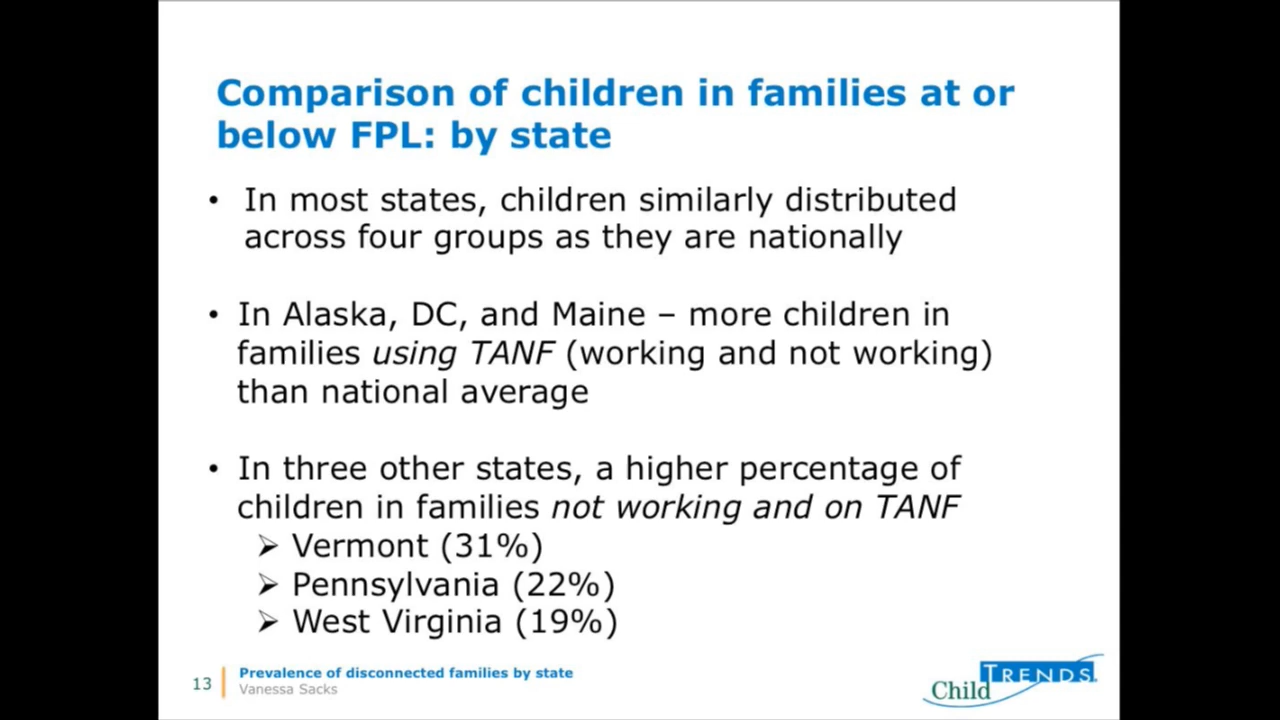 Comparison of children in families at or
below FPL: by state
• In most states, children similarly distributed
across four groups as they are nationally
• In Alaska, DC, and Maine – more children in
families using TANF (working and not working)
than national average
• In three other states, a higher percentage of
children in families not working and on TANF
➢ Vermont (31%)
➢ Pennsylvania (22%)
➢ West Virginia (19%)
13
Prevalence of disconnected families by state
Vanessa Sacks
Child TRENDS